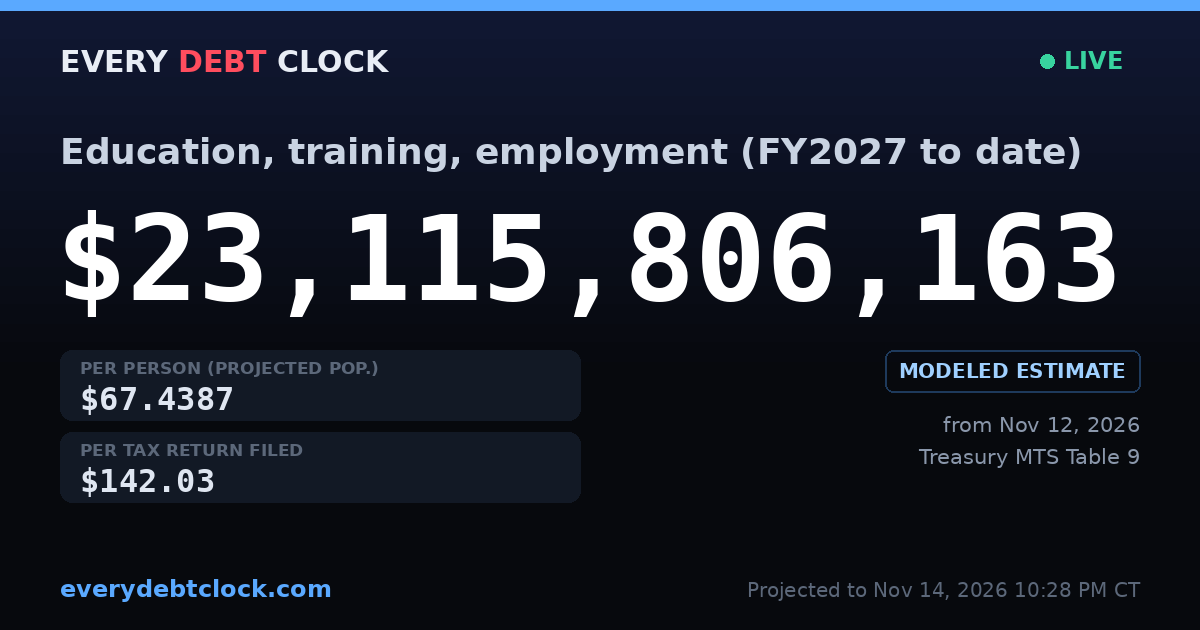 EVERY DEBT CLOCK
LIVE
Education, training, employment (FY2027 to date)
$23,115,806,163
PER PERSON (PROJECTED POP.)
$67.4387
PER TAX RETURN FILED
$142.03
MODELED ESTIMATE
from Nov 12, 2026
Treasury MTS Table 9
everydebtclock.com
Projected to Nov 14, 2026 10:28 PM CT